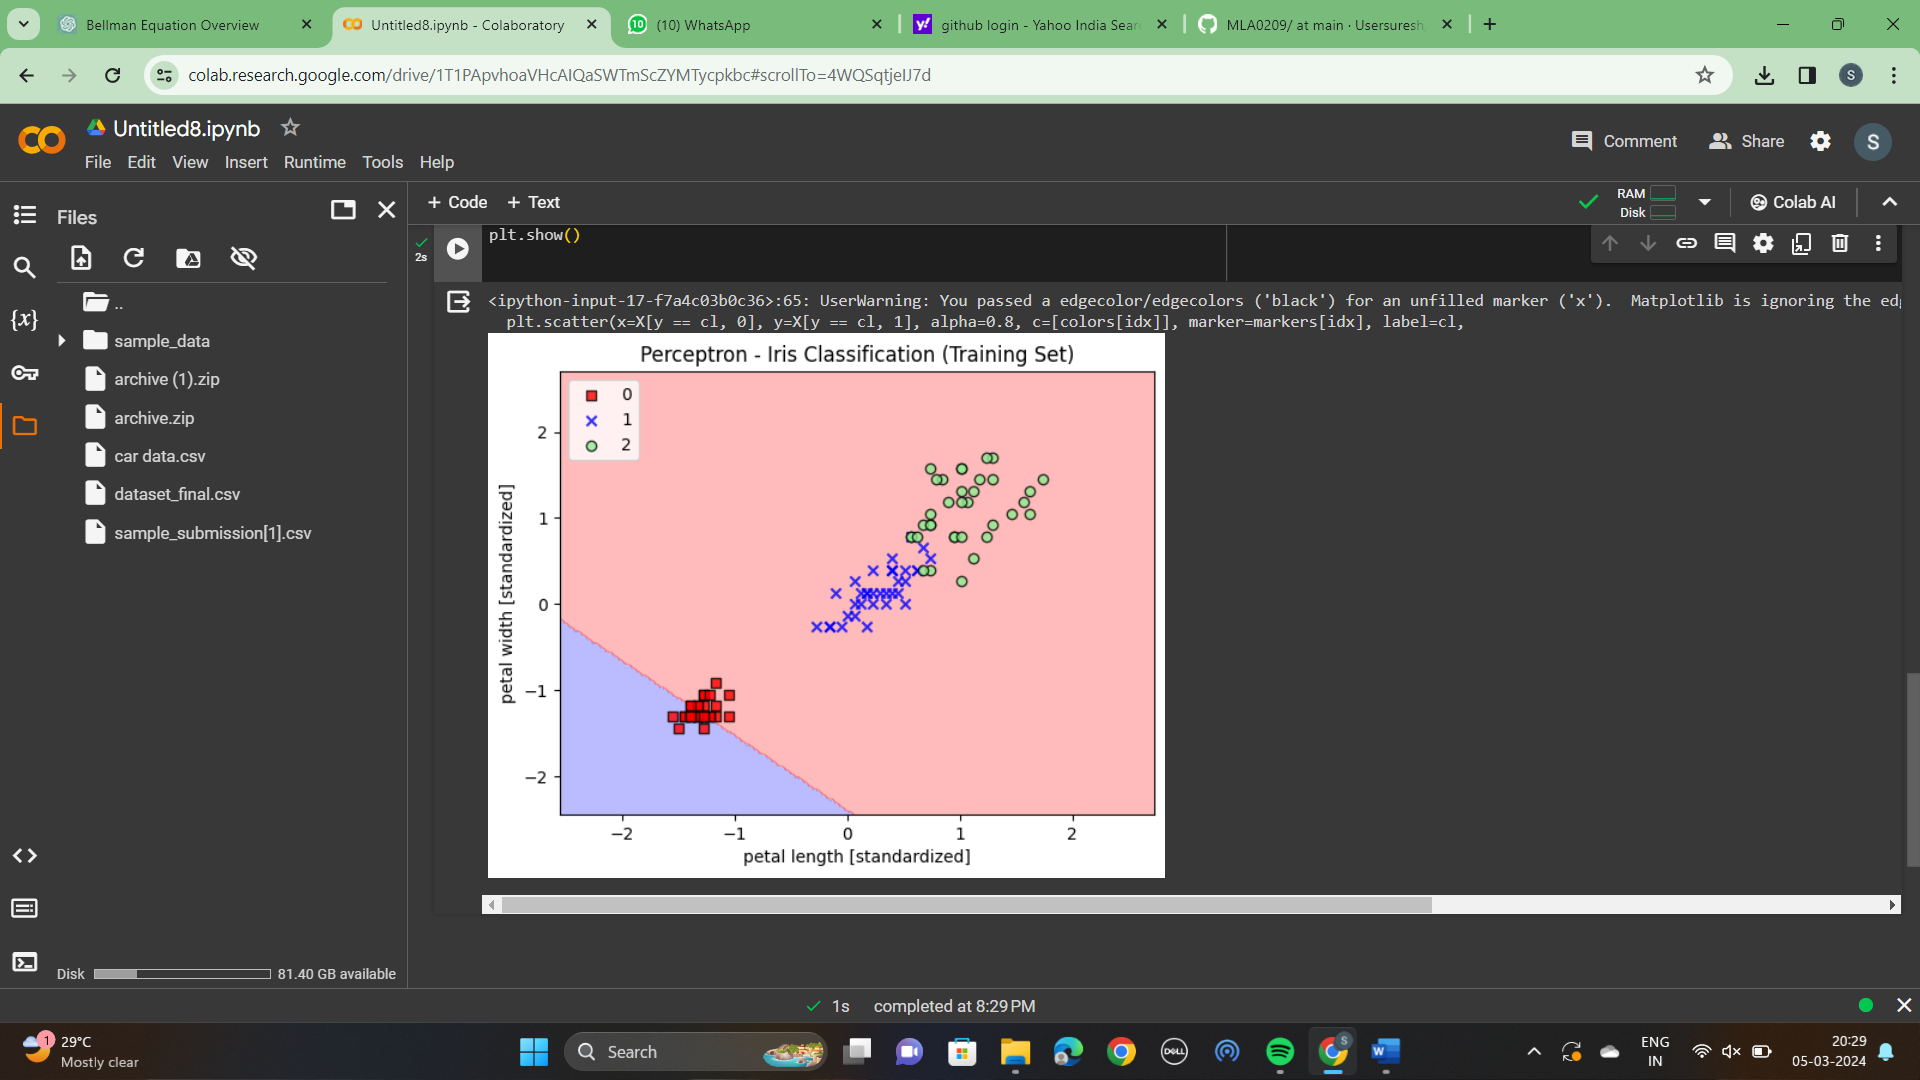 Bellman Equation Overview
Untitled8.ipynb - Colaboratory
(10) WhatsApp
github login - Yahoo India Sear
MLA0209/ at main · Usersuresh
colab.research.google.com/drive/1T1PApvhoaVHcAIQaSWTmScZYMTycpkbc#scrollTo=4WQSqtjeIJ7d
S
Untitled8.ipynb
Comment
Share
S
File Edit View Insert Runtime Tools Help
Files
+ Code + Text
RAM
Disk
Colab AI
..
sample_data
archive (1).zip
archive.zip
car data.csv
dataset_final.csv
sample_submission[1].csv
Disk
81.40 GB available
2s
plt.show()
<ipython-input-17-f7a4c03b0c36>:65: UserWarning: You passed a edgecolor/edgecolors ('black') for an unfilled marker ('x').  Matplotlib is ignoring the edg
plt.scatter(x=X[y == cl, 0], y=X[y == cl, 1], alpha=0.8, c=[colors[idx]], marker=markers[idx], label=cl,
Perceptron - Iris Classification (Training Set)
0
1
2
2
1
0
−1
−2
petal width [standardized]
−2 −1 0 1 2
petal length [standardized]
1s completed at 8:29 PM
1
29°C
Mostly clear
Search
DELL
S
ENG
IN
20:29
05-03-2024